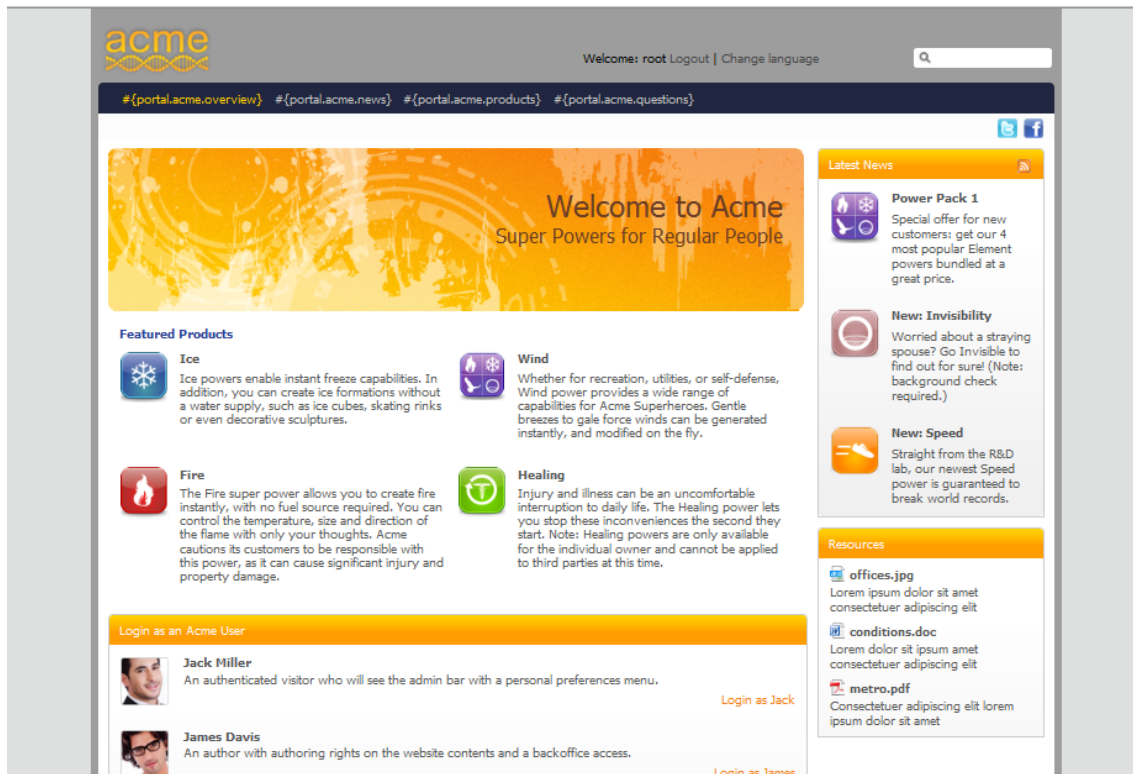 acme
Welcome: root Logout | Change language
#{portal.acme.overview} #{portal.acme.news} #{portal.acme.products} #{portal.acme.questions}
Welcome to Acme
Super Powers for Regular People
Featured Products
Ice
Ice powers enable instant freeze capabilities. In
addition, you can create ice formations without
a water supply, such as ice cubes, skating rinks
or even decorative sculptures.
Wind
Whether for recreation, utilities, or self-defense,
Wind power provides a wide range of
capabilities for Acme Superheroes. Gentle
breezes to gale force winds can be generated
instantly, and modified on the fly.
Fire
The Fire super power allows you to create fire
instantly, with no fuel source required. You can
control the temperature, size and direction of
the flame with only your thoughts. Acme
cautions its customers to be responsible with
this power, as it can cause significant injury and
property damage.
Healing
Injury and illness can be an uncomfortable
interruption to daily life. The Healing power lets
you stop these inconveniences the second they
start. Note: Healing powers are only available
for the individual owner and cannot be applied
to third parties at this time.
Login as an Acme User
Jack Miller
An authenticated visitor who will see the admin bar with a personal preferences menu.
Login as Jack
James Davis
An author with authoring rights on the website contents and a backoffice access.
Login as James
Latest News
Power Pack 1
Special offer for new
customers: get our 4
most popular Element
powers bundled at a
great price.
New: Invisibility
Worried about a straying
spouse? Go Invisible to
find out for sure! (Note:
background check
required.)
New: Speed
Straight from the R&D
lab, our newest Speed
power is guaranteed to
break world records.
Resources
offices.jpg
Lorem ipsum dolor sit amet
consectetuer adipiscing elit
conditions.doc
Lorem dolor sit ipsum amet
consectetuer adipiscing elit
metro.pdf
Consectetuer adipiscing elit lorem
ipsum dolor sit amet